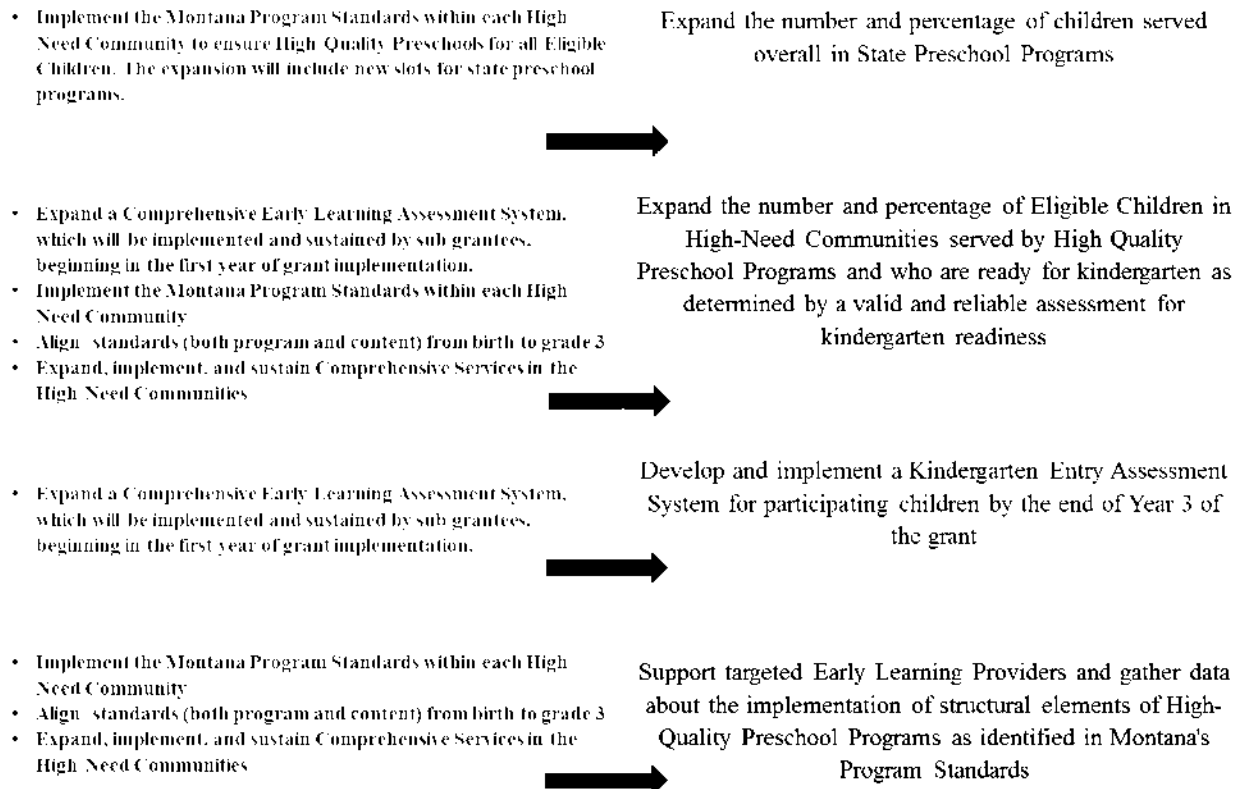 • Implement the Montana Program Standards within each High
Need Community to ensure High Quality Preschools for all Eligible
Children. The expansion will include new slots for state preschool
programs.
Expand the number and percentage of children served
overall in State Preschool Programs
• Expand a Comprehensive Early Learning Assessment System,
which will be implemented and sustained by sub grantees,
beginning in the first year of grant implementation.
• Implement the Montana Program Standards within each High
Need Community
• Align standards (both program and content) from birth to grade 3
• Expand, implement, and sustain Comprehensive Services in the
High Need Communities
Expand the number and percentage of Eligible Children in
High-Need Communities served by High Quality
Preschool Programs and who are ready for kindergarten as
determined by a valid and reliable assessment for
kindergarten readiness
• Expand a Comprehensive Early Learning Assessment System,
which will be implemented and sustained by sub grantees,
beginning in the first year of grant implementation.
Develop and implement a Kindergarten Entry Assessment
System for participating children by the end of Year 3 of
the grant
• Implement the Montana Program Standards within each High
Need Community
• Align standards (both program and content) from birth to grade 3
• Expand, implement, and sustain Comprehensive Services in the
High Need Communities
Support targeted Early Learning Providers and gather data
about the implementation of structural elements of High-
Quality Preschool Programs as identified in Montana's
Program Standards